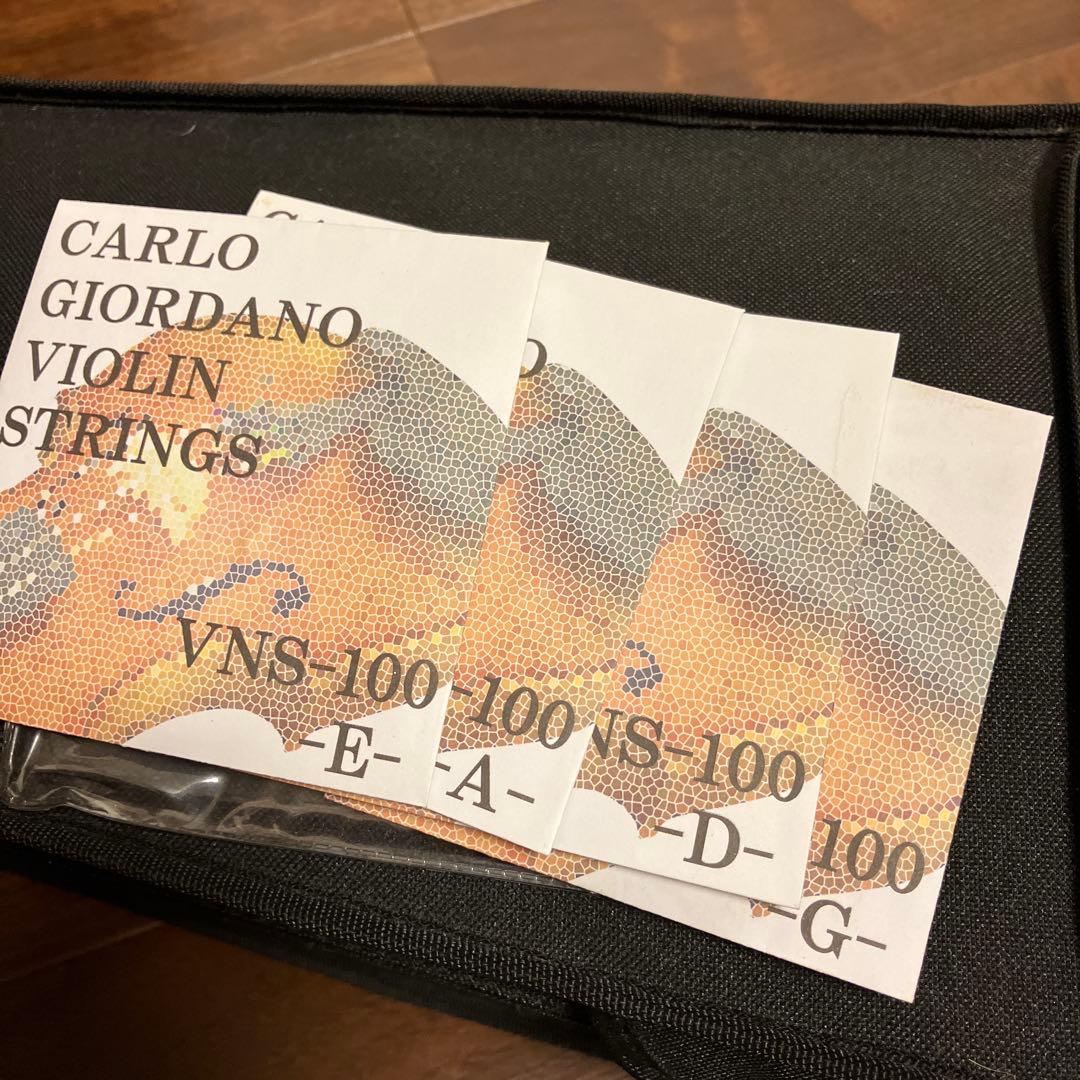 CARLO
GIORDANO
VIOLIN
STRINGS
VNS-100
-E-
-100
-A-
NS-100
-D-
100
-G-